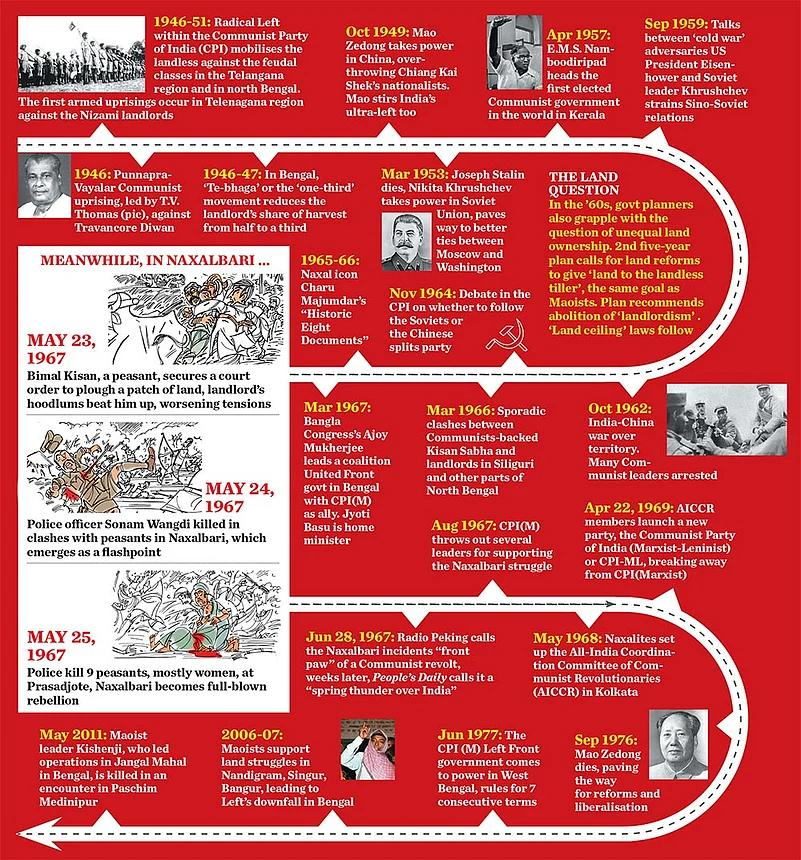 1946-51: Radical Left
within the Communist Party
of India (CPI) mobilises the
landless against the feudal
classes in the Telangana
region and in north Bengal.
The first armed uprisings occur in Telenagana region
against the Nizami landlords
Oct 1949: Mao
Zedong takes power
in China, over-
throwing Chiang Kai
Shek's nationalists.
Mao stirs India's
ultra-left too
Apr 1957:
E.M.S. Nam-
boodiripad
heads the
first elected
Communist government
in the world in Kerala
Sep 1959: Talks
between 'cold war'
adversaries US
President Eisen-
hower and Soviet
leader Khrushchev
strains Sino-Soviet
relations
1946: Punnapra-
Vayalar Communist
uprising, led by T.V.
Thomas (pic), against
Travancore Diwan
1946-47: In Bengal,
'Te-bhaga' or the 'one-third'
movement reduces the
landlord's share of harvest
from half to a third
Mar 1953: Joseph Stalin
dies, Nikita Khrushchev
takes power in Soviet
Union, paves
way to better
ties between
Moscow and
Washington
THE LAND
QUESTION
In the '60s, govt planners
also grapple with the
question of unequal land
ownership. 2nd five-year
plan calls for land reforms
to give 'land to the landless
tiller', the same goal as
Maoists. Plan recommends
abolition of 'landlordism' .
'Land ceiling' laws follow
1965-66:
Naxal icon
Charu
Majumdar's
"Historic
Eight
Documents"
Nov 1964: Debate in the
CPI on whether to follow
the Soviets or
the Chinese
splits party
MEANWHILE, IN NAXALBARI ...
MAY 23,
1967
Bimal Kisan, a peasant, secures a court
order to plough a patch of land, landlord's
hoodlums beat him up, worsening tensions
MAY 24,
1967
Police officer Sonam Wangdi killed in
clashes with peasants in Naxalbari, which
emerges as a flashpoint
MAY 25,
1967
Police kill 9 peasants, mostly women, at
Prasadjote, Naxalbari becomes full-blown
rebellion
Mar 1967:
Bangla
Congress's Ajoy
Mukherjee
leads a coalition
United Front
govt in Bengal
with CPI(M)
as ally. Jyoti
Basu is home
minister
Mar 1966: Sporadic
clashes between
Communists-backed
Kisan Sabha and
landlords in Siliguri
and other parts of
North Bengal
Oct 1962:
India-China
war over
territory.
Many Com-
munist leaders arrested
Aug 1967: CPI(M)
throws out several
leaders for supporting
the Naxalbari struggle
Apr 22, 1969: AICCR
members launch a new
party, the Communist Party
of India (Marxist-Leninist)
or CPI-ML, breaking away
from CPI(Marxist)
Jun 28, 1967: Radio Peking calls
the Naxalbari incidents "front
paw" of a Communist revolt,
weeks later, People's Daily calls it a
"spring thunder over India"
May 1968: Naxalites set
up the All-India Coordina-
tion Committee of Com-
munist Revolutionaries
(AICCR) in Kolkata
May 2011: Maoist
leader Kishenji, who led
operations in Jangal Mahal
in Bengal, is killed in an
encounter in Paschim
Medinipur
2006-07:
Maoists support
land struggles in
Nandigram, Singur,
Bangur, leading to
Left's downfall in Bengal
Jun 1977: The
CPI (M) Left Front
government comes
to power in West
Bengal, rules for 7
consecutive terms
Sep 1976:
Mao Zedong
dies, paving
the way
for reforms and
liberalisation